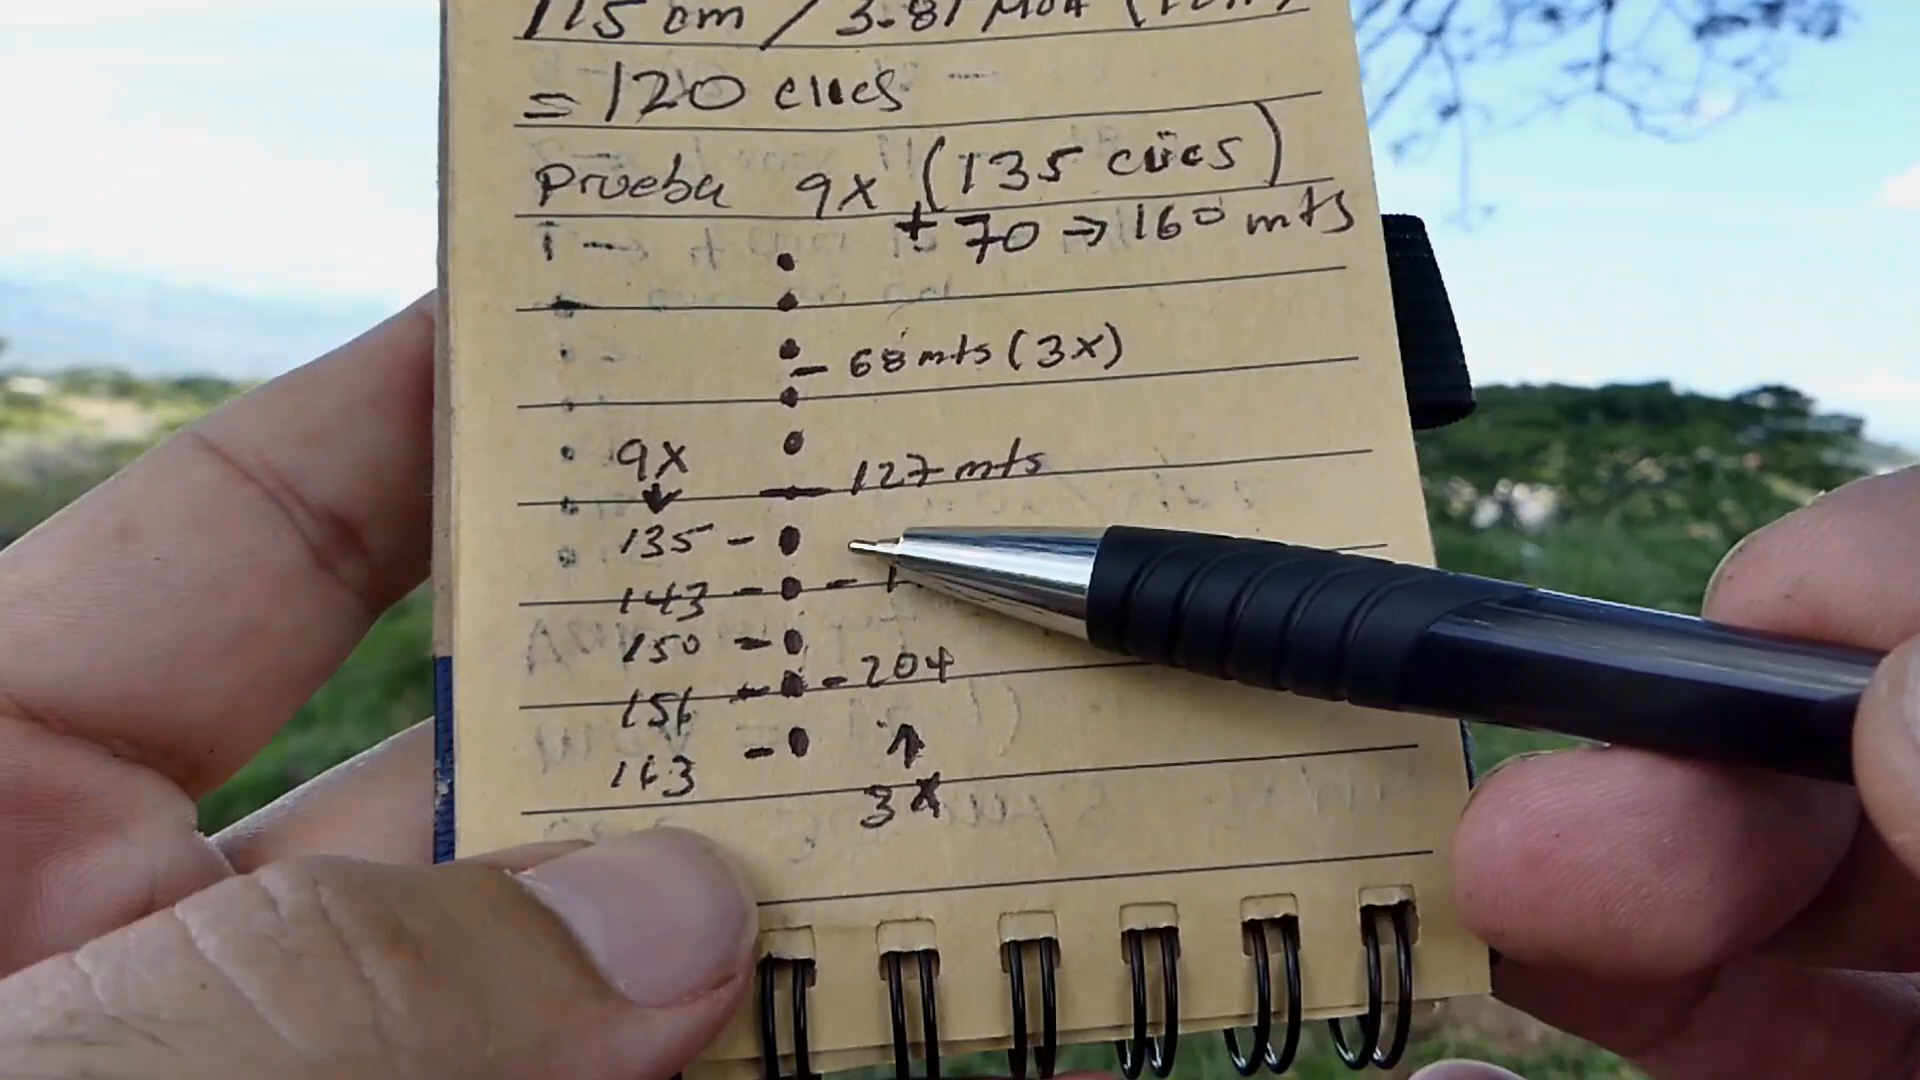 115 cm / 3.81 MOA
= 120 clics
Prueba 9x (135 clics)
+ 70 → 160 mts
- 68 mts (3x)
9x
- 127 mts
135 -
143 - -
150 -
156 - - 204
163 -
3x